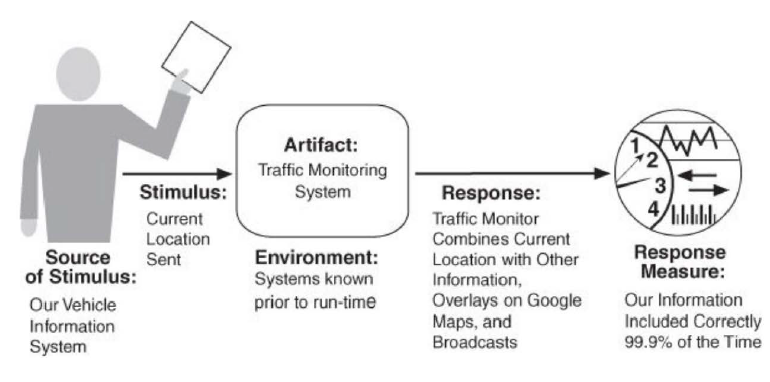 Source
of Stimulus:
Our Vehicle
Information
System
Stimulus:
Current
Location
Sent
Artifact:
Traffic Monitoring
System
Environment:
Systems known
prior to run-time
Response:
Traffic Monitor
Combines Current
Location with Other
Information,
Overlays on Google
Maps, and
Broadcasts
1
2
3
4
Response
Measure:
Our Information
Included Correctly
99.9% of the Time